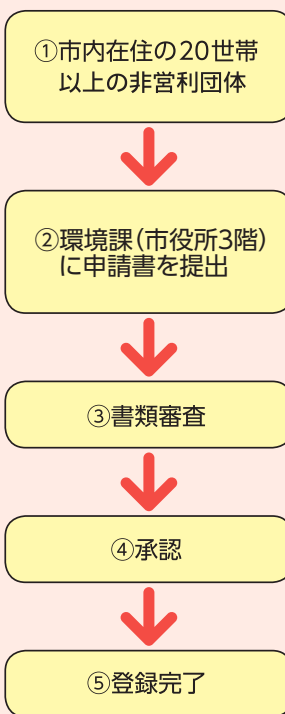 ①市内在住の20世帯
以上の非営利団体
②環境課(市役所3階)
に申請書を提出
③書類審査
④承認
⑤登録完了